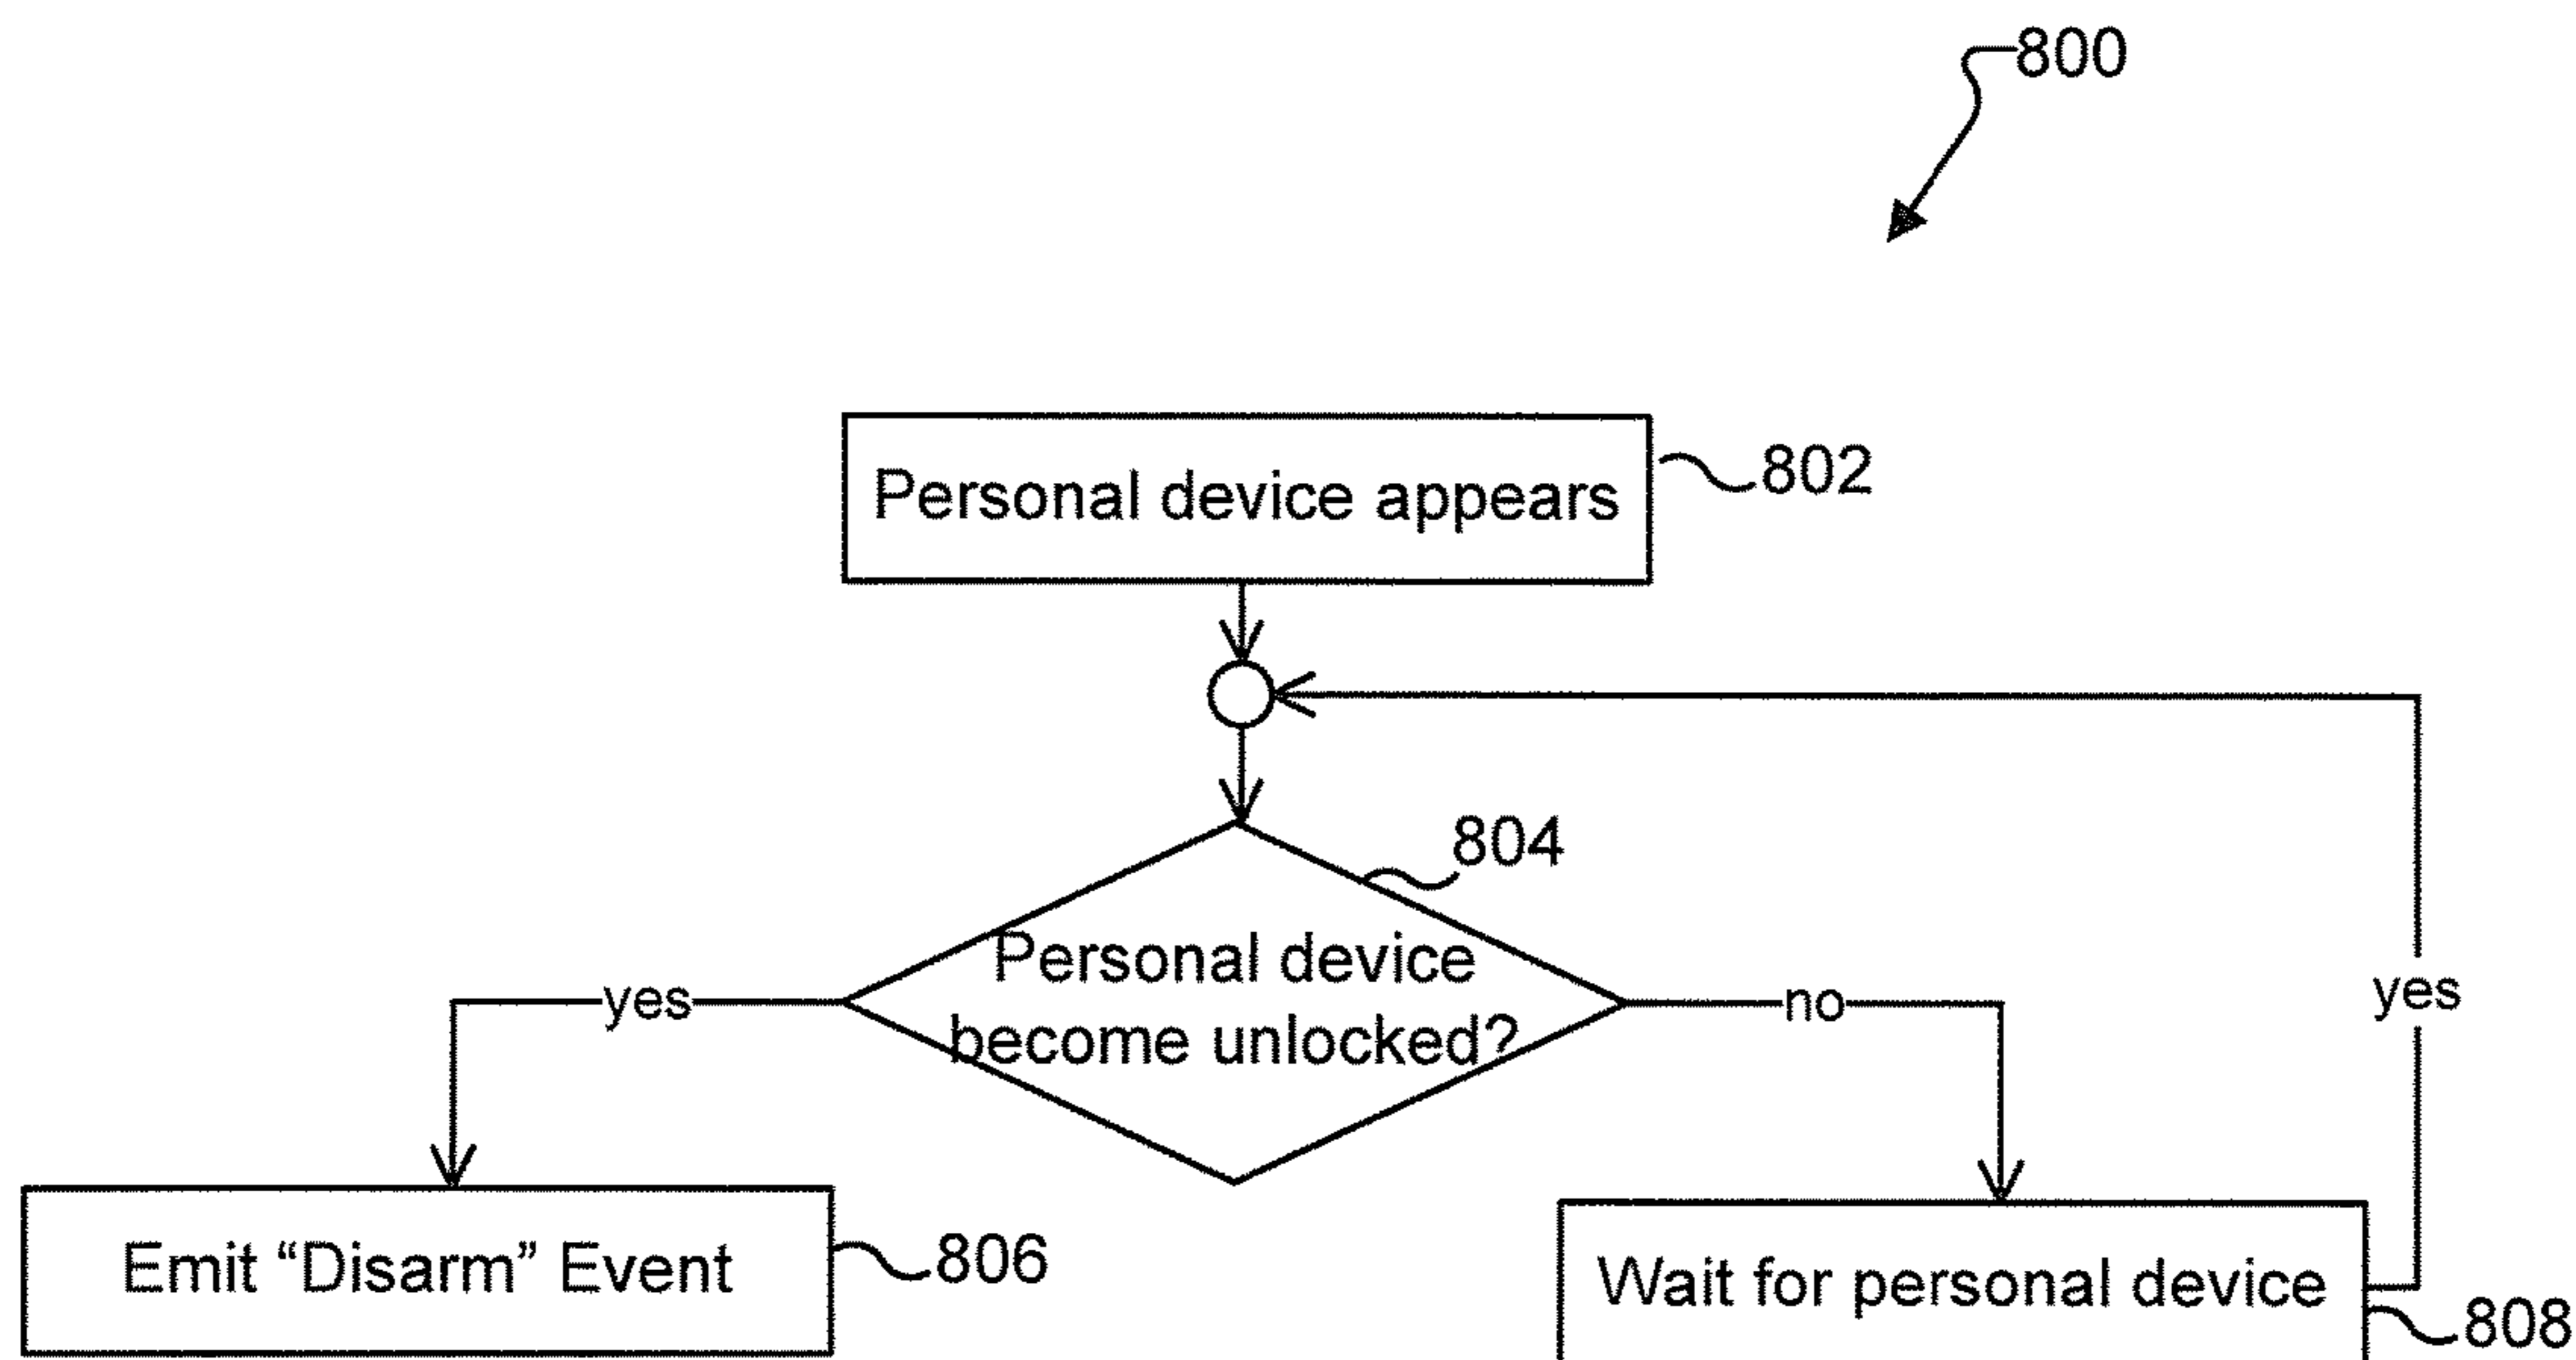 800
Personal device appears
802
804
Personal device
become unlocked?
yes
no
yes
Emit “Disarm” Event
806
Wait for personal device
808